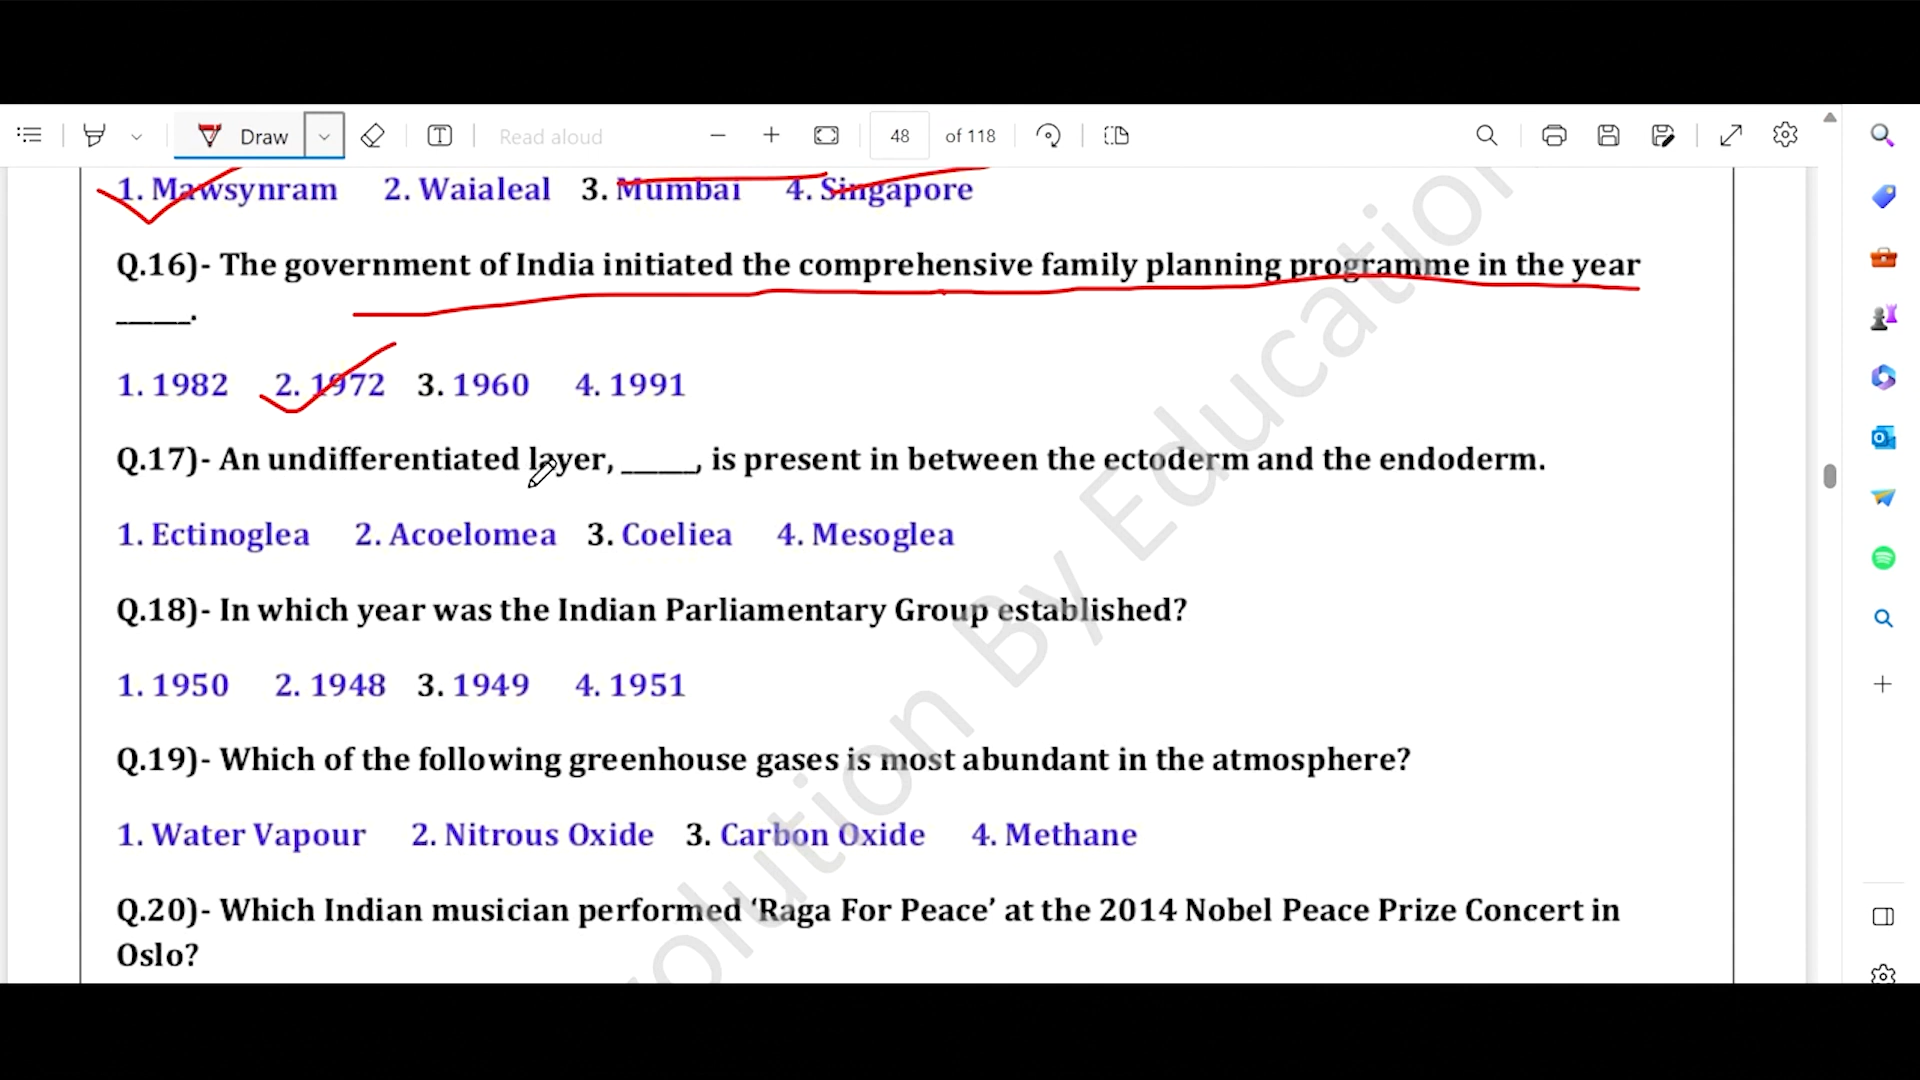 Draw
Read aloud
48 of 118
1. Mawsynram 2. Waialeal 3. Mumbai 4. Singapore
Q.16)- The government of India initiated the comprehensive family planning programme in the year
_____.
1. 1982 2. 1972 3. 1960 4. 1991
Q.17)- An undifferentiated layer, _____, is present in between the ectoderm and the endoderm.
1. Ectinoglea 2. Acoelomea 3. Coeliea 4. Mesoglea
Q.18)- In which year was the Indian Parliamentary Group established?
1. 1950 2. 1948 3. 1949 4. 1951
Q.19)- Which of the following greenhouse gases is most abundant in the atmosphere?
1. Water Vapour 2. Nitrous Oxide 3. Carbon Oxide 4. Methane
Q.20)- Which Indian musician performed ‘Raga For Peace’ at the 2014 Nobel Peace Prize Concert in
Oslo?
olution By Education